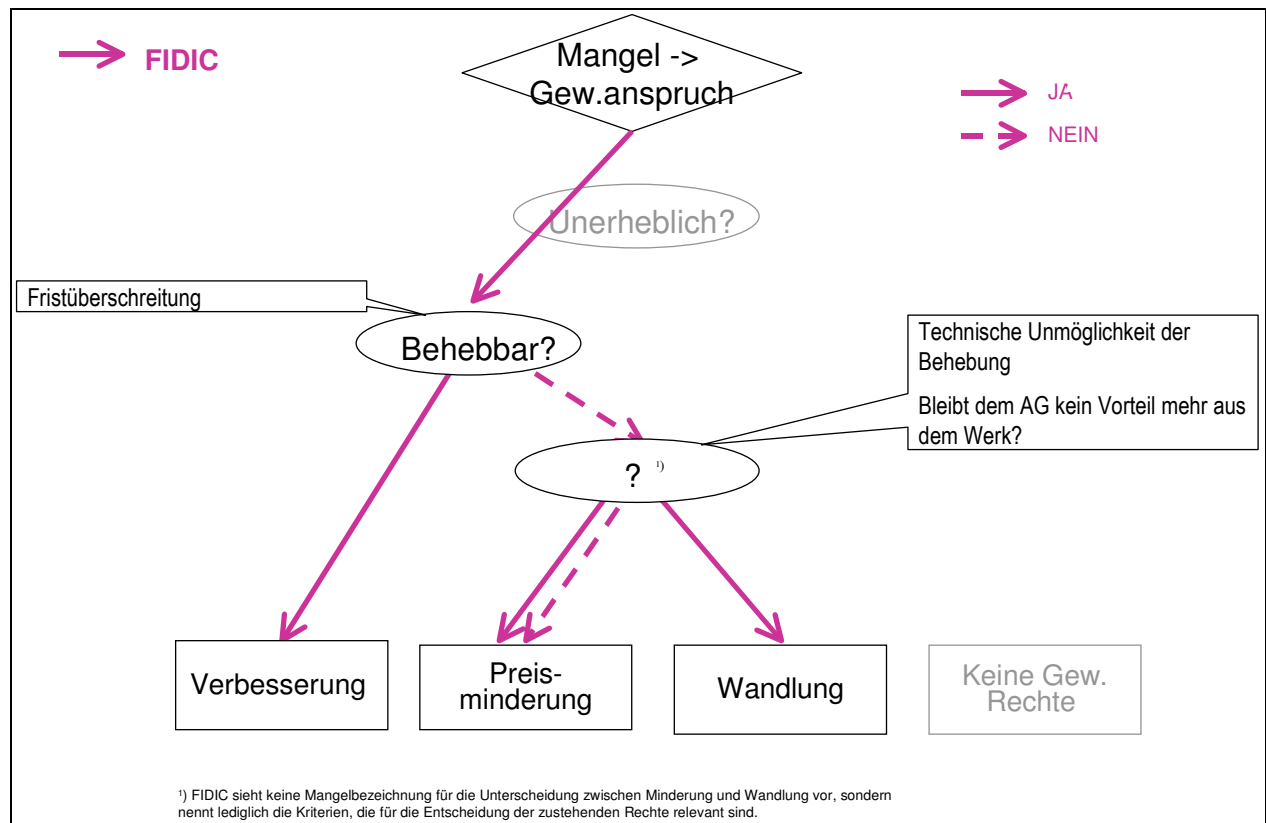 FIDIC
Mangel ->
Gew.anspruch
JA
NEIN
Unerheblich?
Fristüberschreitung
Behebbar?
Technische Unmöglichkeit der
Behebung
Bleibt dem AG kein Vorteil mehr aus
dem Werk?
? ¹)
Verbesserung
Preis-
minderung
Wandlung
Keine Gew.
Rechte
¹) FIDIC sieht keine Mangelbezeichnung für die Unterscheidung zwischen Minderung und Wandlung vor, sondern
nennt lediglich die Kriterien, die für die Entscheidung der zustehenden Rechte relevant sind.